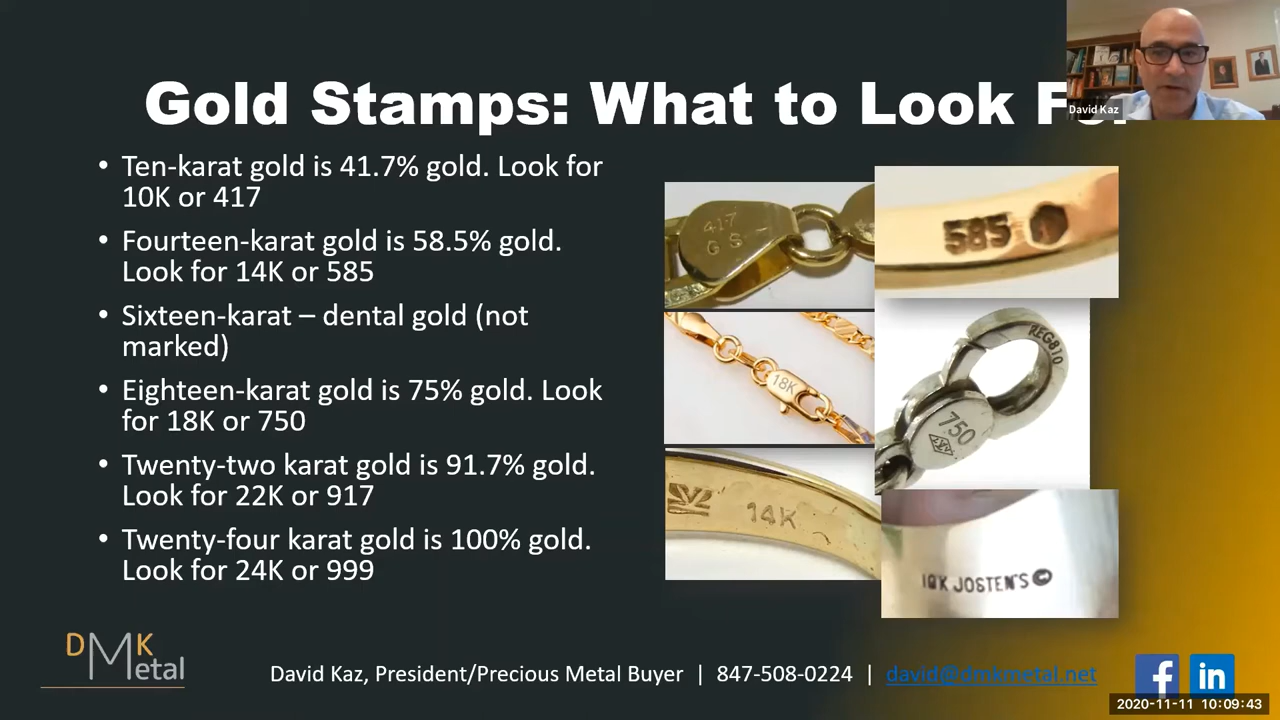 Gold Stamps: What to Look For
David Kaz
• Ten-karat gold is 41.7% gold. Look for
10K or 417
• Fourteen-karat gold is 58.5% gold.
Look for 14K or 585
• Sixteen-karat – dental gold (not
marked)
• Eighteen-karat gold is 75% gold. Look
for 18K or 750
• Twenty-two karat gold is 91.7% gold.
Look for 22K or 917
• Twenty-four karat gold is 100% gold.
Look for 24K or 999
417
G S
585
18K
REG810
750
14K
10K JOSTEN'S
DMK
etal
David Kaz, President/Precious Metal Buyer | 847-508-0224 | david@dmkmetal.net
f in
2020-11-11 10:09:43